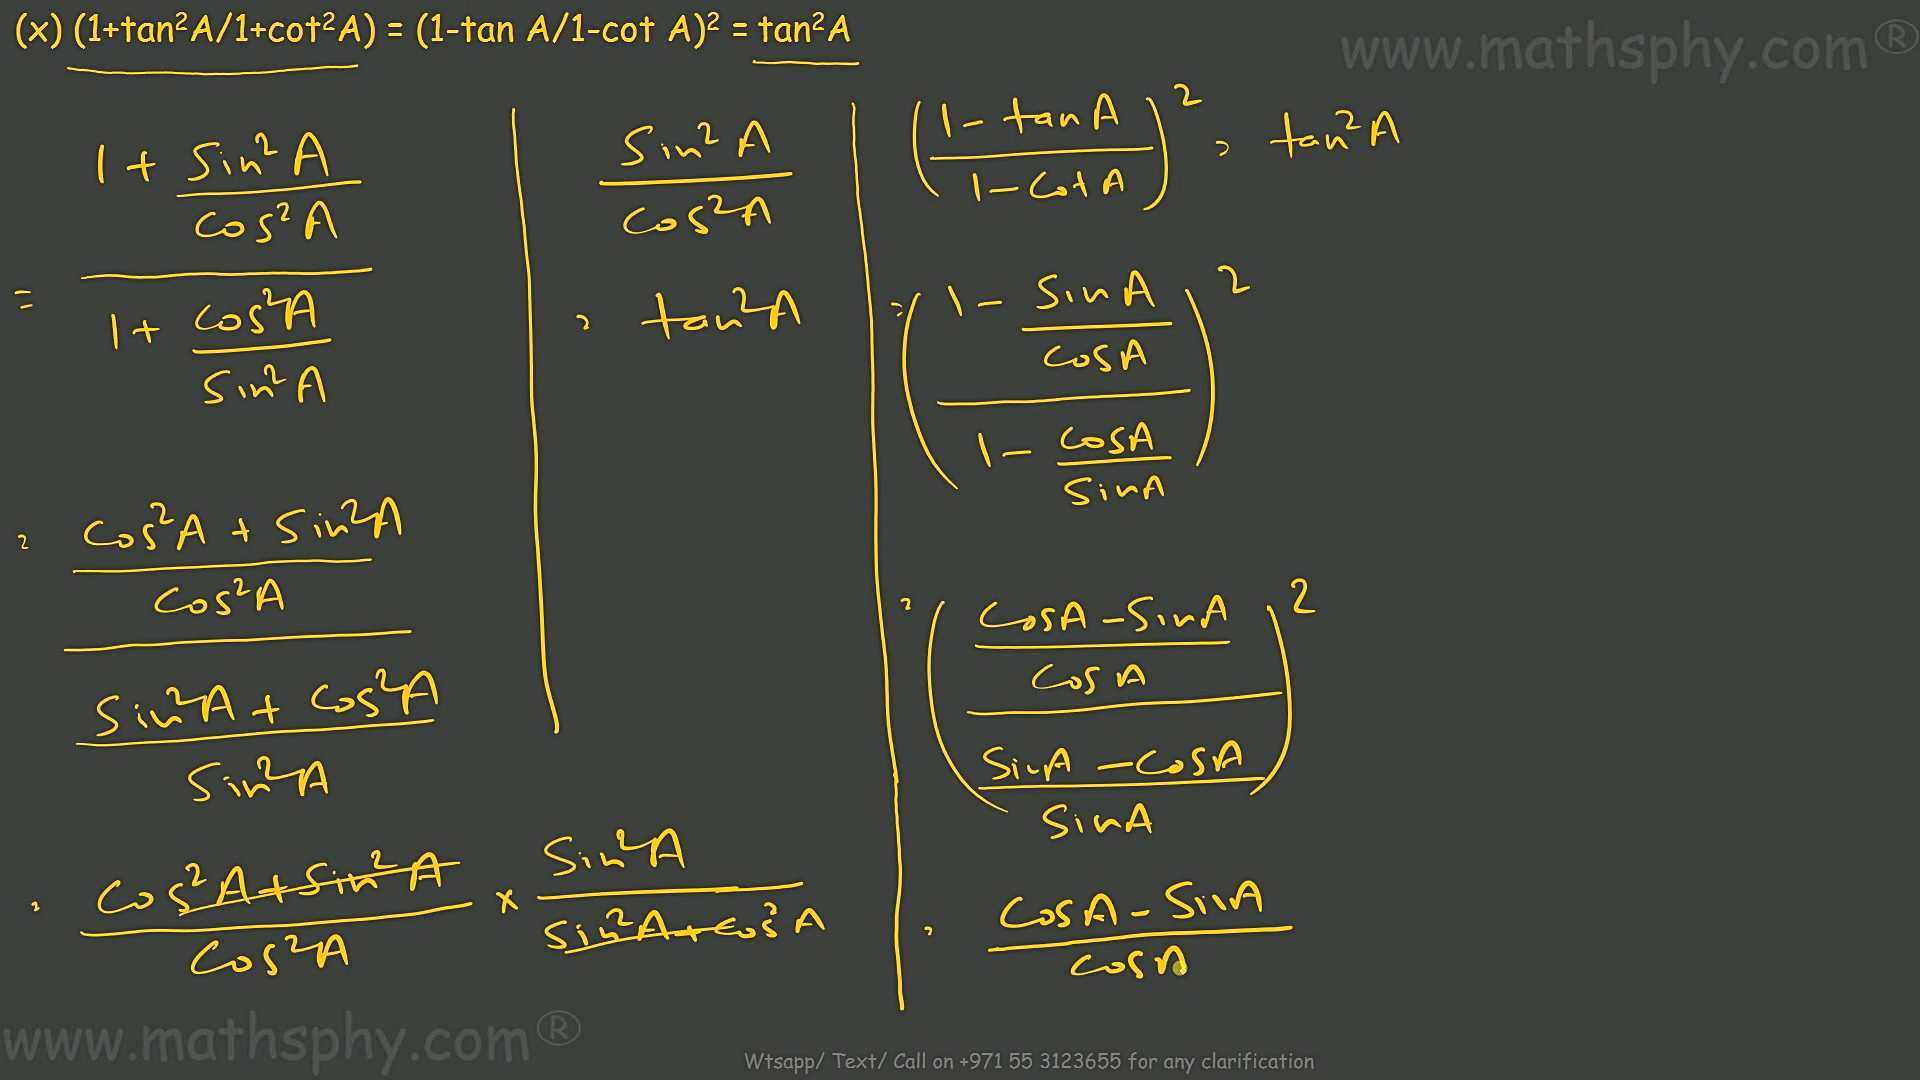 (x) (1+tan²A/1+cot²A) = (1-tan A/1-cot A)² = tan²A
www.mathsphy.com®
1 + Sin²A
Cos²A
=
1 + Cos²A
Sin²A
= Cos²A + Sin²A
Cos²A
Sin²A + Cos²A
Sin²A
= Cos²A + Sin²A × Sin²A
Cos²A Sin²A + Cos²A
Sin²A
Cos²A
= tan²A
(1 - tanA)² = tan²A
1 - CotA
= (1 - SinA)²
CosA
1 - CosA
SinA
= (CosA - SinA)²
CosA
SinA - CosA
SinA
= CosA - SinA
CosA
www.mathsphy.com®
Wtsapp/ Text/ Call on +971 55 3123655 for any clarification